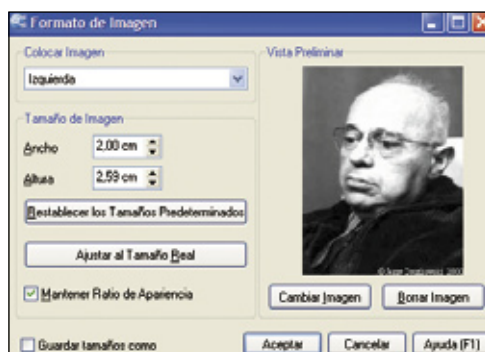 Formato de Imagen
Colocar Imagen
Izquierda
Tamaño de Imagen
Ancho 2,00 cm
Altura 2,59 cm
Restablecer los Tamaños Predeterminados
Ajustar al Tamaño Real
Mantener Ratio de Apariencia
Guardar tamaños como
Vista Preliminar
Cambiar Imagen
Borrar Imagen
Aceptar
Cancelar
Ayuda (F1)